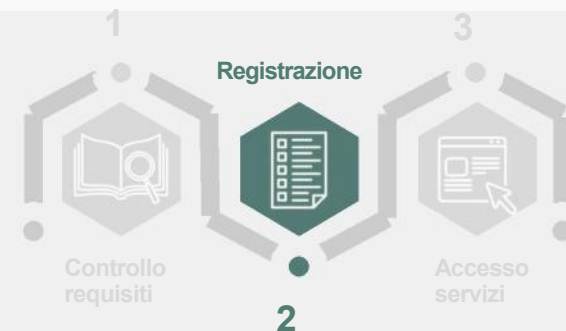 1
3
Registrazione
Controllo
requisiti
Accesso
servizi
2